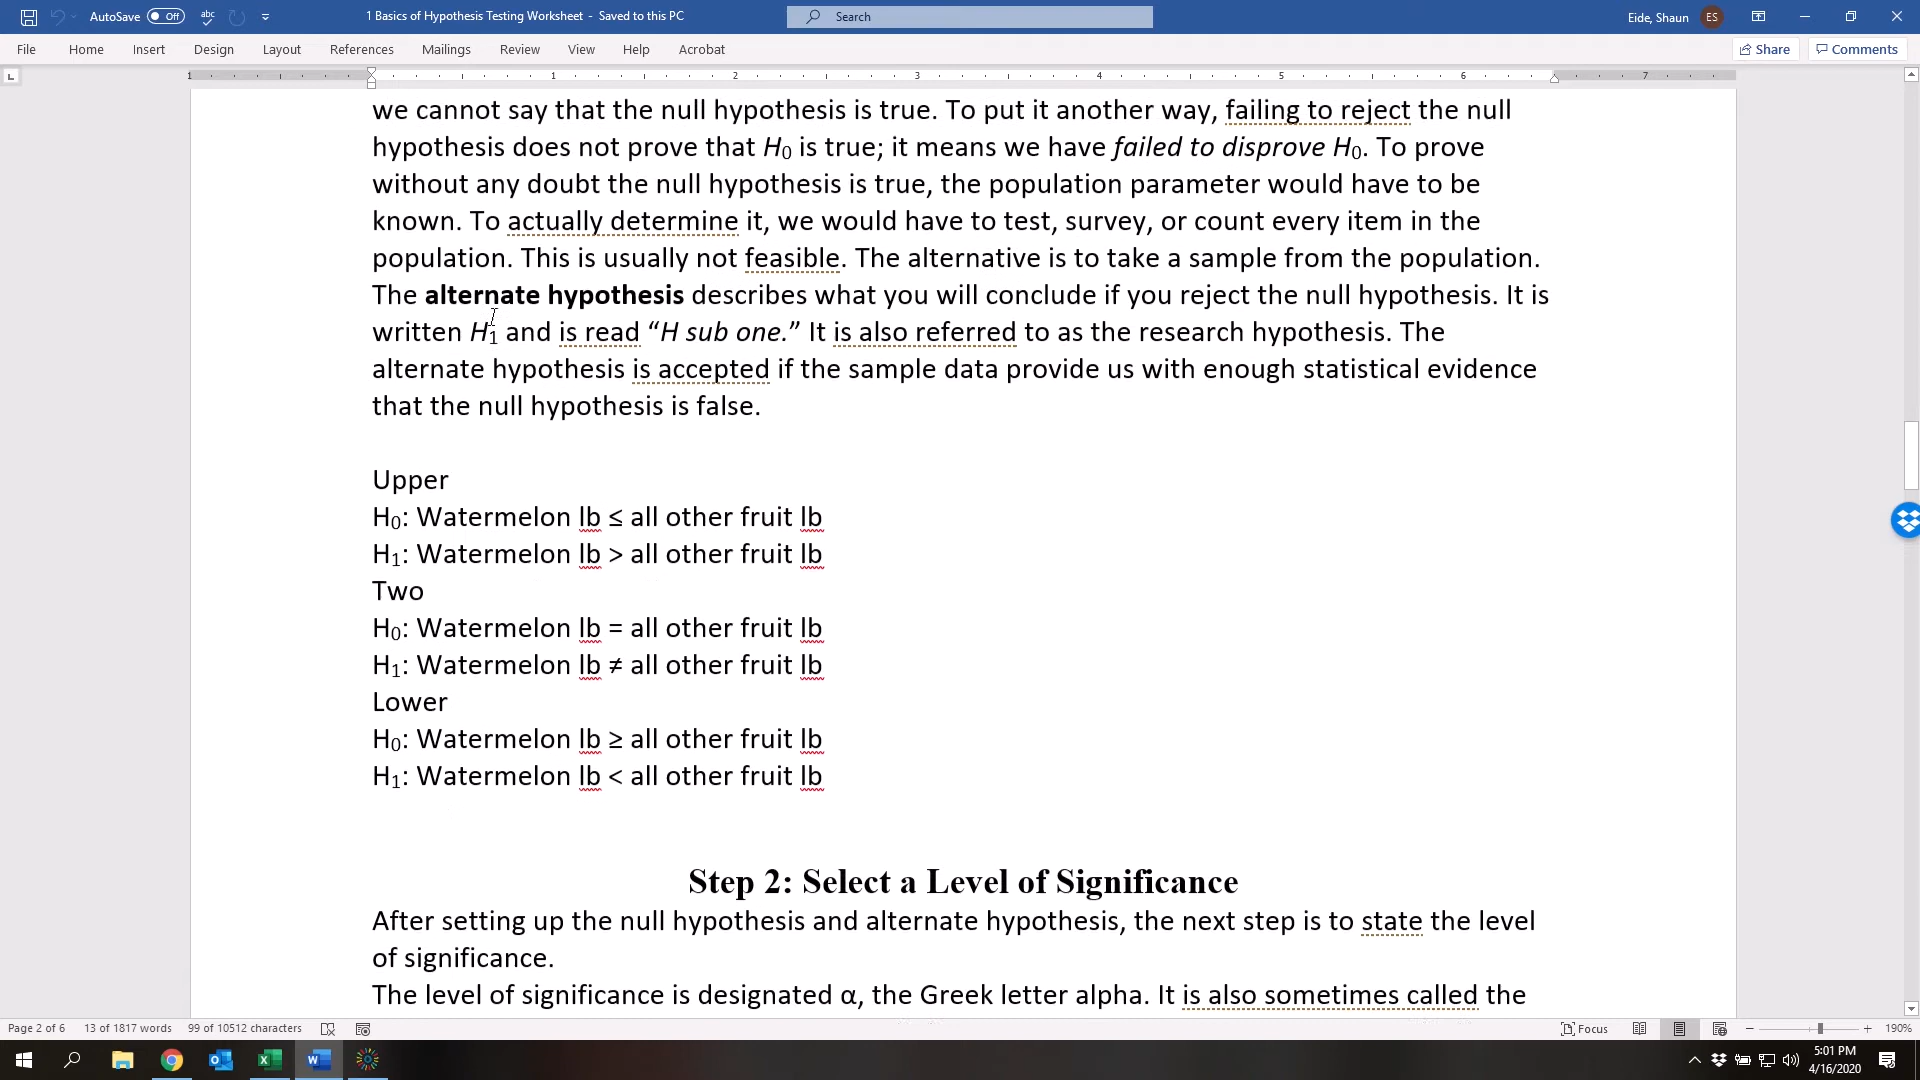 AutoSave Off abc 1 Basics of Hypothesis Testing Worksheet - Saved to this PC Search Eide, Shaun ES
File Home Insert Design Layout References Mailings Review View Help Acrobat Share Comments
1 1 2 3 4 5 6 7
we cannot say that the null hypothesis is true. To put it another way, failing to reject the null
hypothesis does not prove that H₀ is true; it means we have failed to disprove H₀. To prove
without any doubt the null hypothesis is true, the population parameter would have to be
known. To actually determine it, we would have to test, survey, or count every item in the
population. This is usually not feasible. The alternative is to take a sample from the population.
The alternate hypothesis describes what you will conclude if you reject the null hypothesis. It is
written H₁ and is read “H sub one.” It is also referred to as the research hypothesis. The
alternate hypothesis is accepted if the sample data provide us with enough statistical evidence
that the null hypothesis is false.
Upper
H₀: Watermelon lb ≤ all other fruit lb
H₁: Watermelon lb > all other fruit lb
Two
H₀: Watermelon lb = all other fruit lb
H₁: Watermelon lb ≠ all other fruit lb
Lower
H₀: Watermelon lb ≥ all other fruit lb
H₁: Watermelon lb < all other fruit lb
Step 2: Select a Level of Significance
After setting up the null hypothesis and alternate hypothesis, the next step is to state the level
of significance.
The level of significance is designated α, the Greek letter alpha. It is also sometimes called the
Page 2 of 6 13 of 1817 words 99 of 10512 characters Focus 190%
5:01 PM
4/16/2020